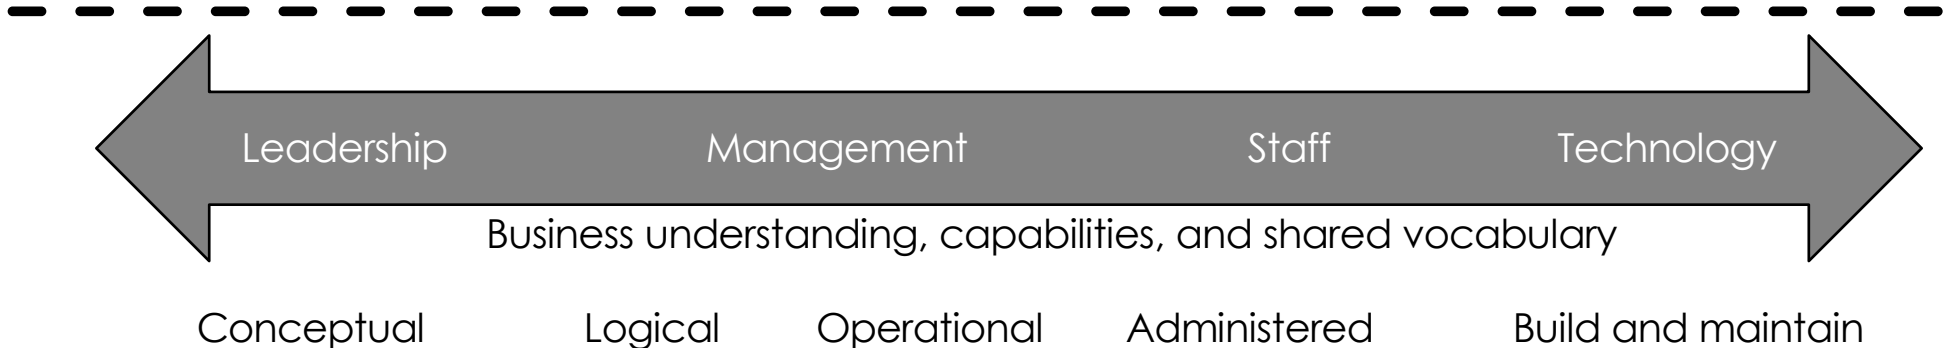 Leadership Management Staff Technology
Business understanding, capabilities, and shared vocabulary
Conceptual Logical Operational Administered Build and maintain